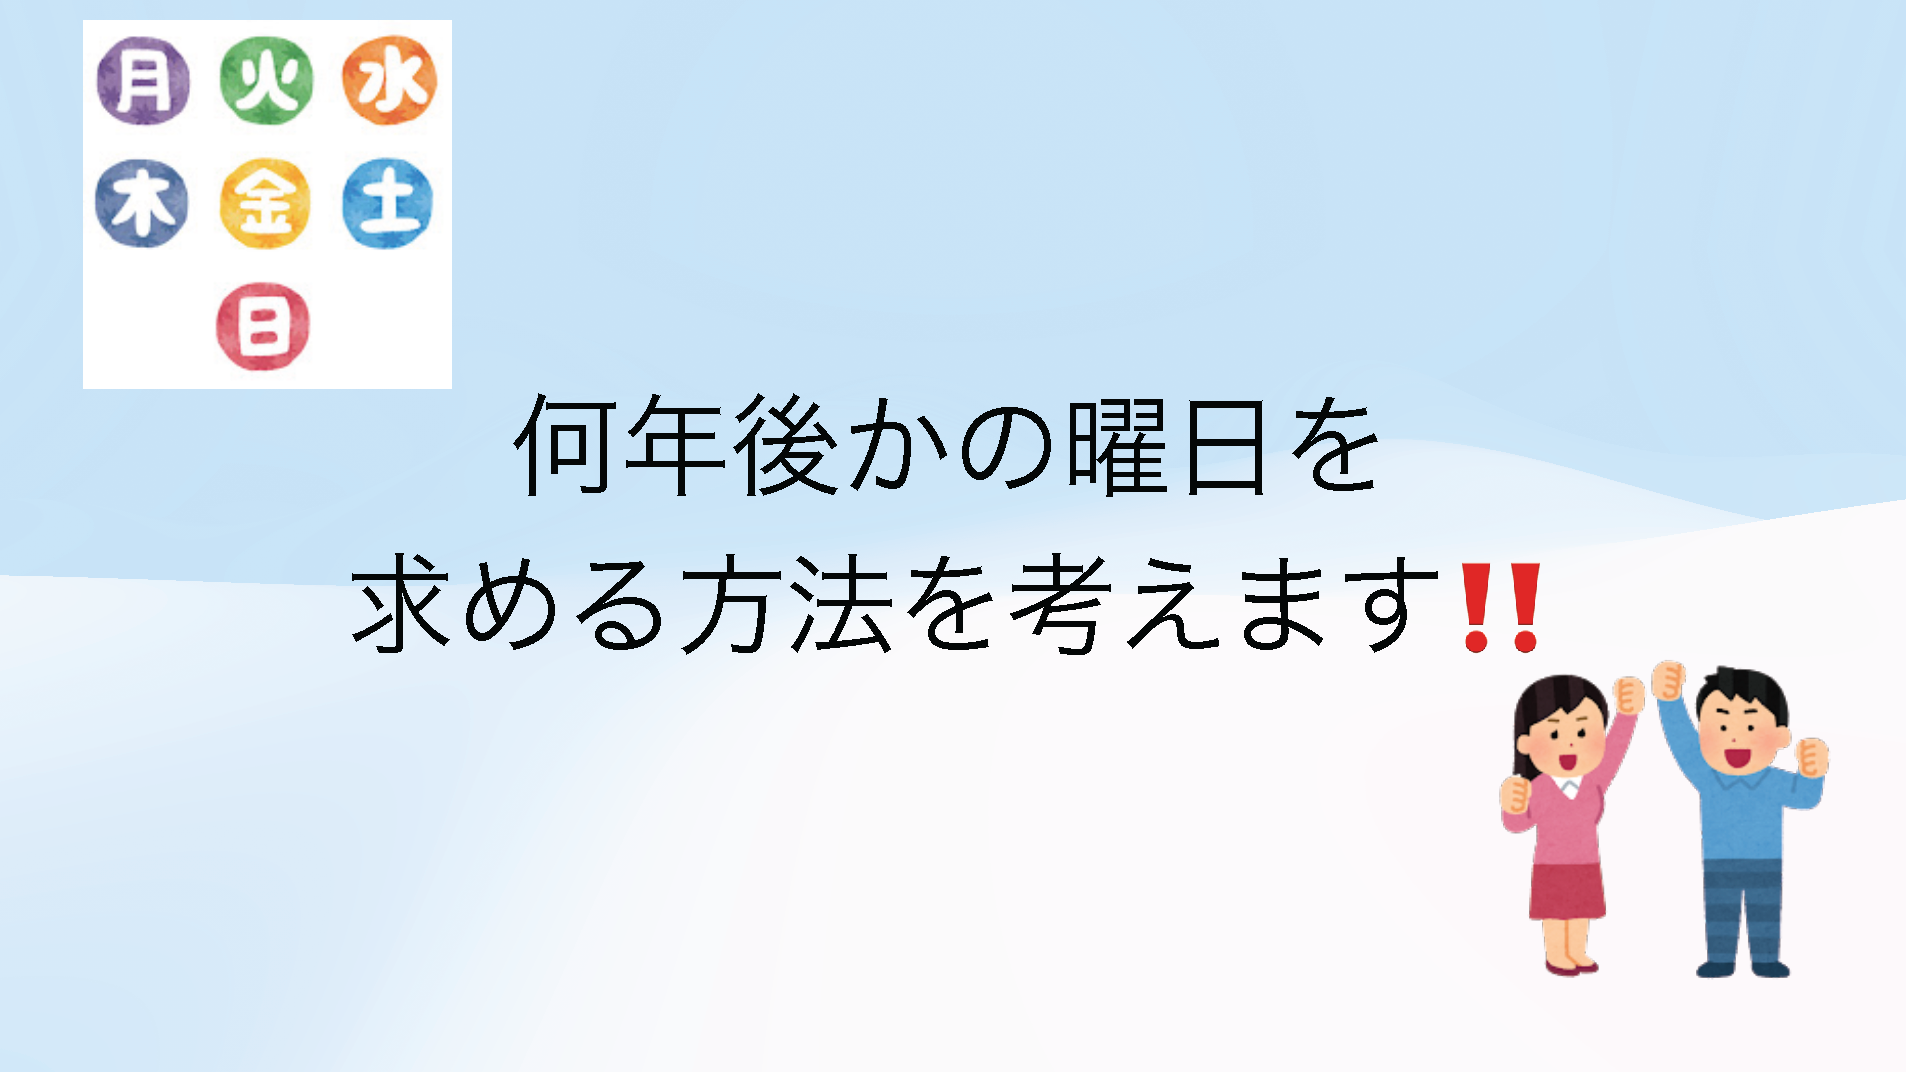 月 火 水
木 金 土
日
何年後かの曜日を
求める方法を考えます‼️